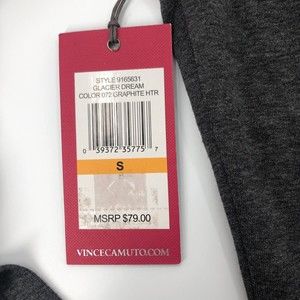 STYLE 9165631
GLACIER DREAM
COLOR 072 GRAPHITE HTR
0 39372 35775 7
S
MSRP $79.00
VINCECAMUTO.COM